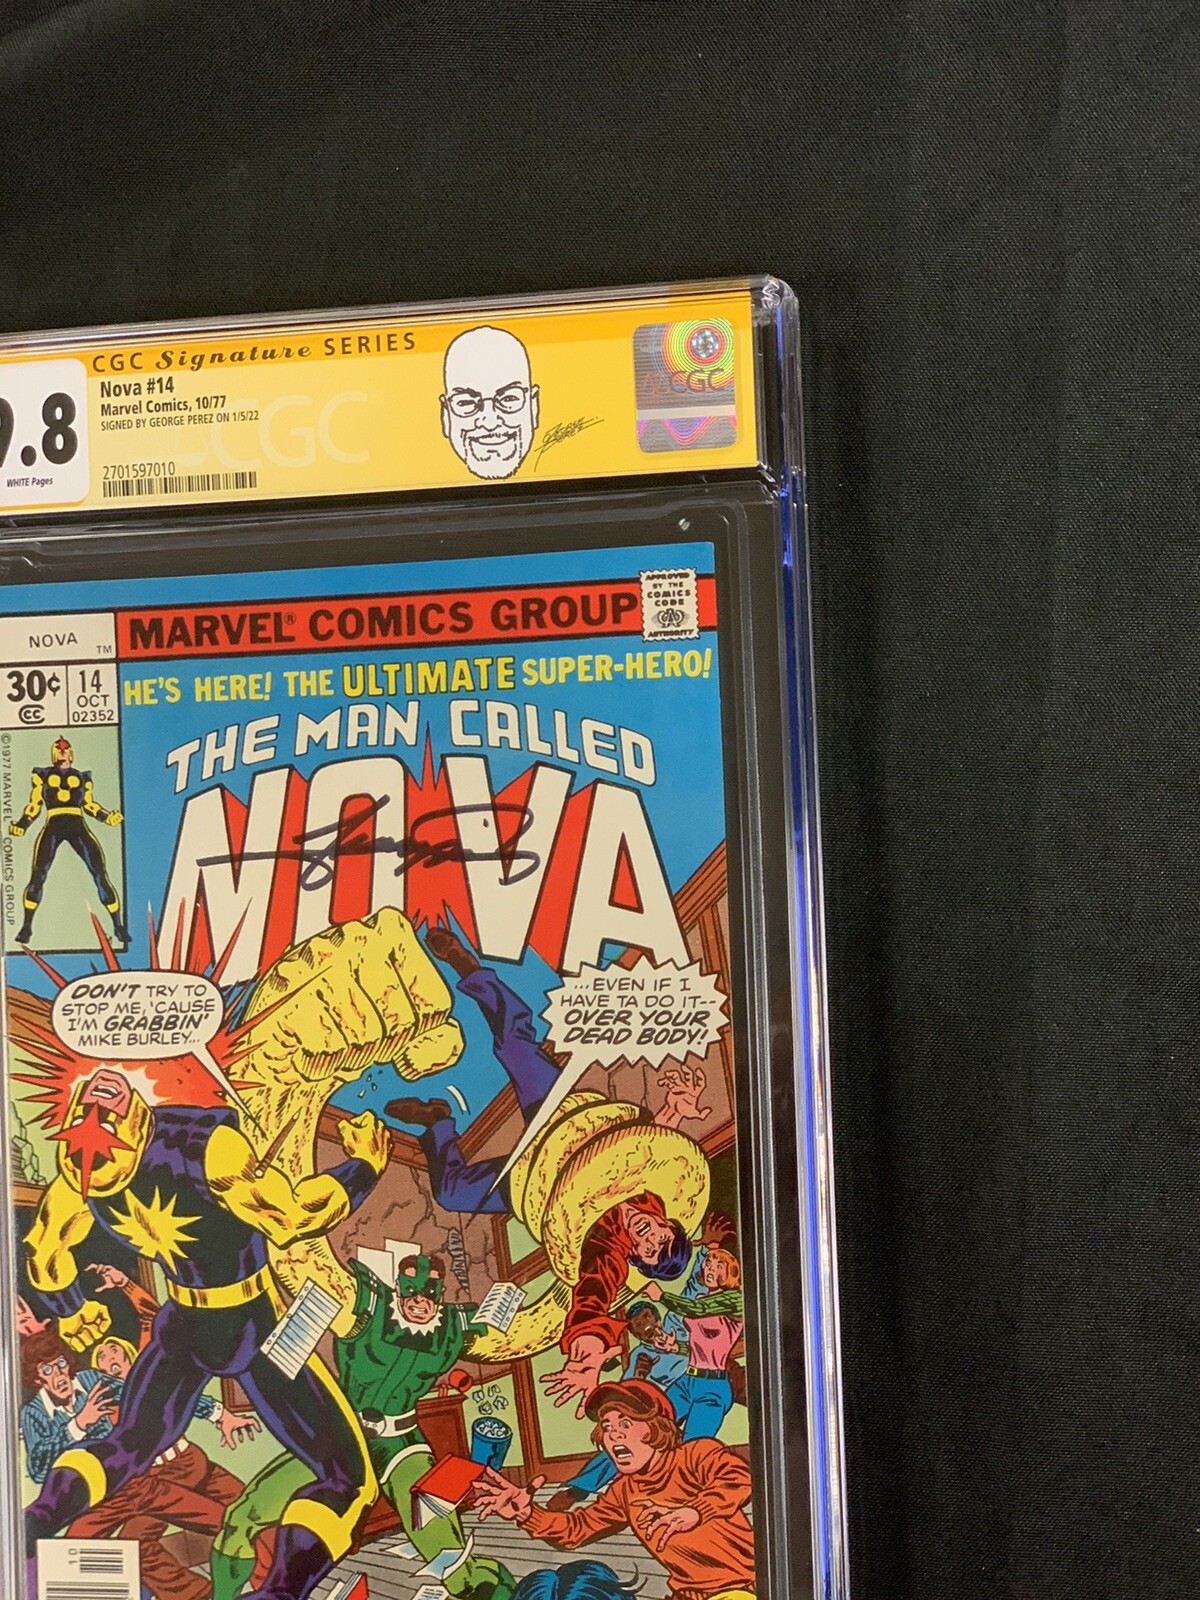 CGC Signature SERIES
9.8
WHITE Pages
Nova #14
Marvel Comics, 10/77
SIGNED BY GEORGE PEREZ ON 1/5/22
2701597010
CGC
CGC
NOVA
TM
MARVEL® COMICS GROUP
APPROVED
BY THE
COMICS
CODE
AUTHORITY
30¢
CC
14
OCT
02352
HE'S HERE! THE ULTIMATE SUPER-HERO!
THE MAN CALLED
NOVA
©1977 MARVEL COMICS GROUP
DON'T TRY TO
STOP ME, 'CAUSE
I'M GRABBIN'
MIKE BURLEY...
...EVEN IF I
HAVE TA DO IT--
OVER YOUR
DEAD BODY!
10